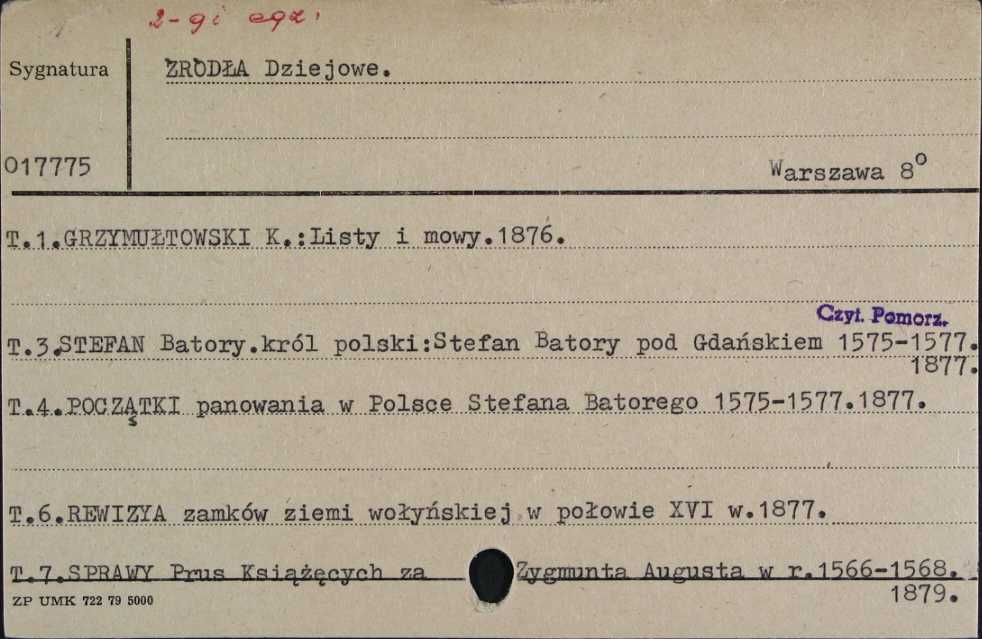 2-gi egz.
Sygnatura
ŹRÓDŁA Dziejowe.
017775
Warszawa 8°
T.1.GRZYMUŁTOWSKI K.:Listy i mowy.1876.
Czyt. Pomorz.
T.3.STEFAN Batory.król polski:Stefan Batory pod Gdańskiem 1575-1577.
1877.
T.4.POCZĄTKI panowania w Polsce Stefana Batorego 1575-1577.1877.
T.6.REWIZYA zamków ziemi wołyńskiej w połowie XVI w.1877.
T.7.SPRAWY Prus Książęcych za Zygmunta Augusta w r.1566-1568.
1879.
ZP UMK 722 79 5000